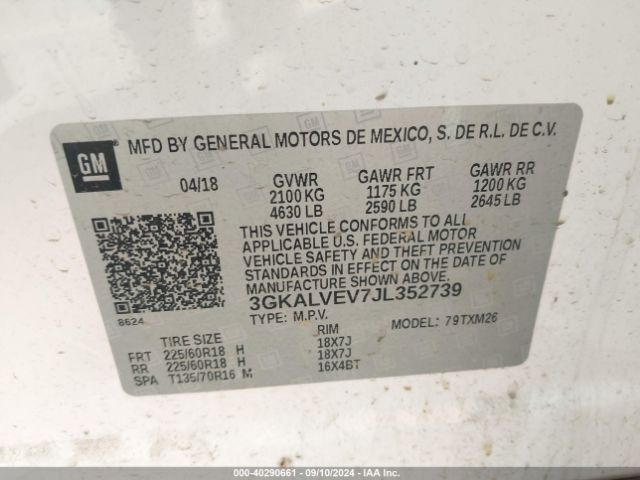 GM
MFD BY GENERAL MOTORS DE MEXICO, S. DE R.L. DE C.V.
04/18 GVWR GAWR FRT GAWR RR
2100 KG 1175 KG 1200 KG
4630 LB 2590 LB 2645 LB
THIS VEHICLE CONFORMS TO ALL
APPLICABLE U.S. FEDERAL MOTOR
VEHICLE SAFETY AND THEFT PREVENTION
STANDARDS IN EFFECT ON THE DATE OF
MANUFACTURE SHOWN ABOVE.
3GKALVEV7JL352739
8624
TYPE: M.P.V. MODEL: 79TXM26
TIRE SIZE RIM
FRT 225/60R18 H 18X7J
RR 225/60R18 H 18X7J
SPA T135/70R16 M 16X4BT
000-40290661 - 09/10/2024 - IAA Inc.